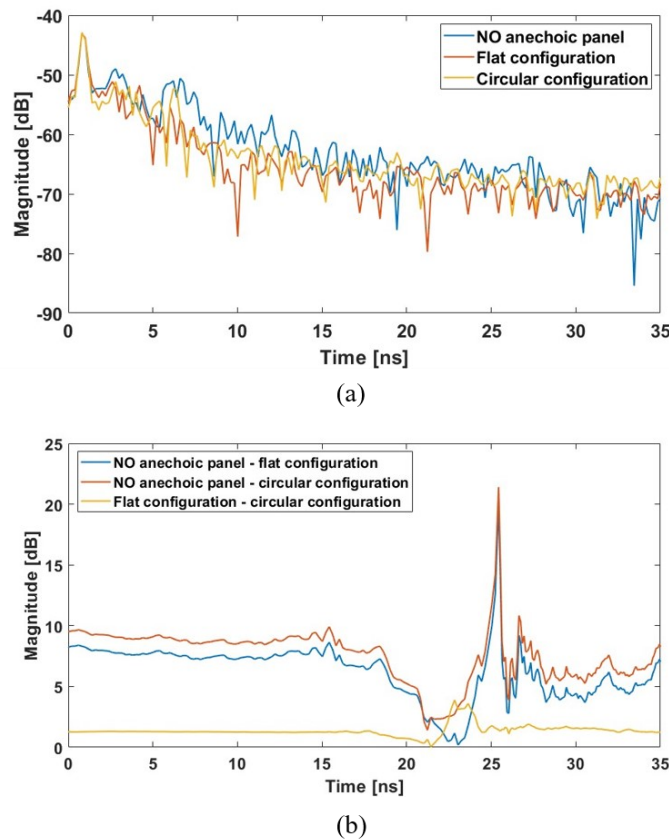 -40
-50
-60
-70
-80
-90
Magnitude [dB]
NO anechoic panel
Flat configuration
Circular configuration
0 5 10 15 20 25 30 35
Time [ns]
(a)
25
20
15
10
5
0
Magnitude [dB]
NO anechoic panel - flat configuration
NO anechoic panel - circular configuration
Flat configuration - circular configuration
0 5 10 15 20 25 30 35
Time [ns]
(b)